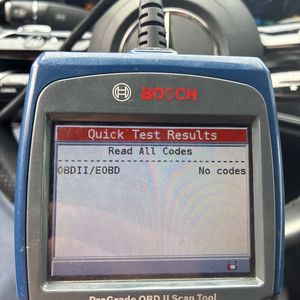 BOSCH
Quick Test Results
Read All Codes
OBDII/EOBD No codes
ProGrade OBD II Scan Tool